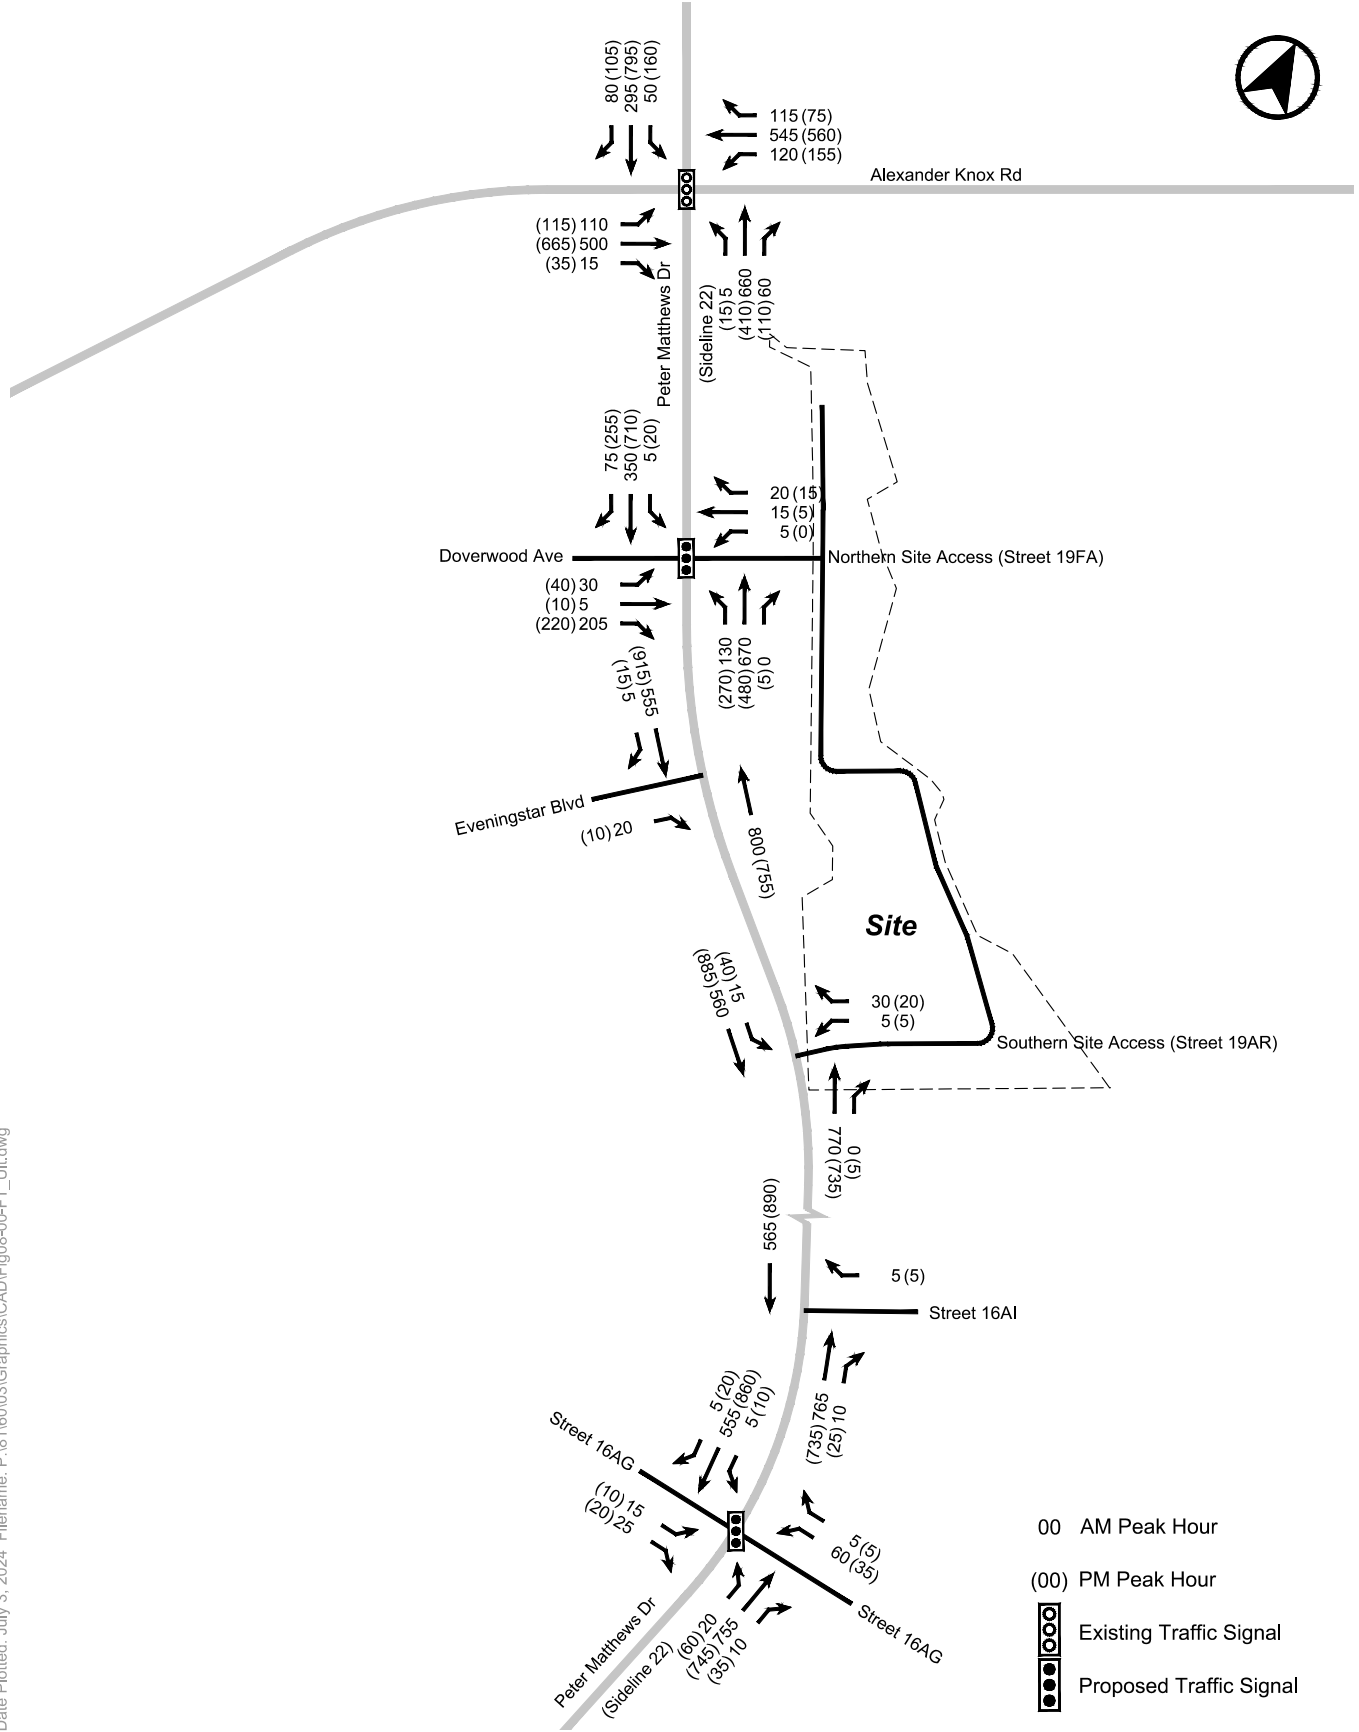 80 (105)
295 (795)
50 (160)
115 (75)
545 (560)
120 (155)
Alexander Knox Rd
(115) 110
(665) 500
(35) 15
Peter Matthews Dr
(Sideline 22)
(15) 5
(410) 660
(110) 60
75 (255)
350 (710)
5 (20)
20 (15)
15 (5)
5 (0)
Doverwood Ave
Northern Site Access (Street 19FA)
(40) 30
(10) 5
(220) 205
(270) 130
(480) 670
(5) 0
(915) 555
(15) 5
Eveningstar Blvd
(10) 20
800 (755)
Site
(40) 15
(885) 560
30 (20)
5 (5)
Southern Site Access (Street 19AR)
770 (735)
0 (5)
565 (890)
5 (5)
Street 16AI
(735) 765
(25) 10
5 (20)
555 (860)
5 (10)
Street 16AG
(10) 15
(20) 25
5 (5)
60 (35)
Street 16AG
(60) 20
(745) 755
(35) 10
Peter Matthews Dr
(Sideline 22)
00 AM Peak Hour
(00) PM Peak Hour
Existing Traffic Signal
Proposed Traffic Signal
Date Plotted: July 3, 2024